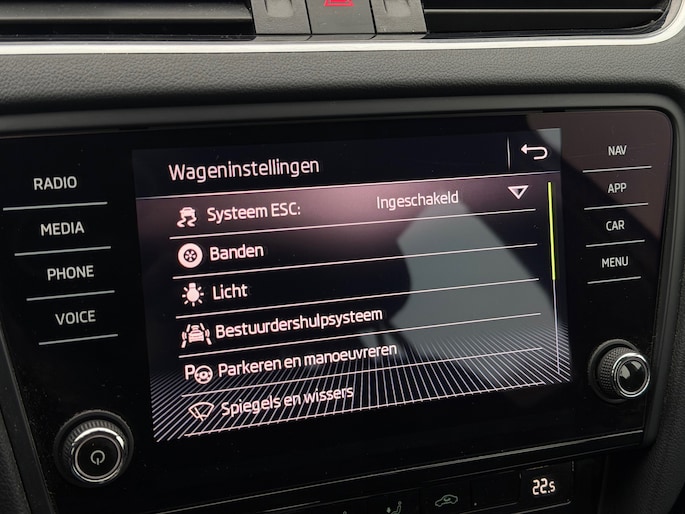 Wageninstellingen
Systeem ESC: Ingeschakeld
Banden
Licht
Bestuurdershulpsysteem
Parkeren en manoeuvreren
Spiegels en wissers
RADIO
MEDIA
PHONE
VOICE
NAV
APP
CAR
MENU
22.5